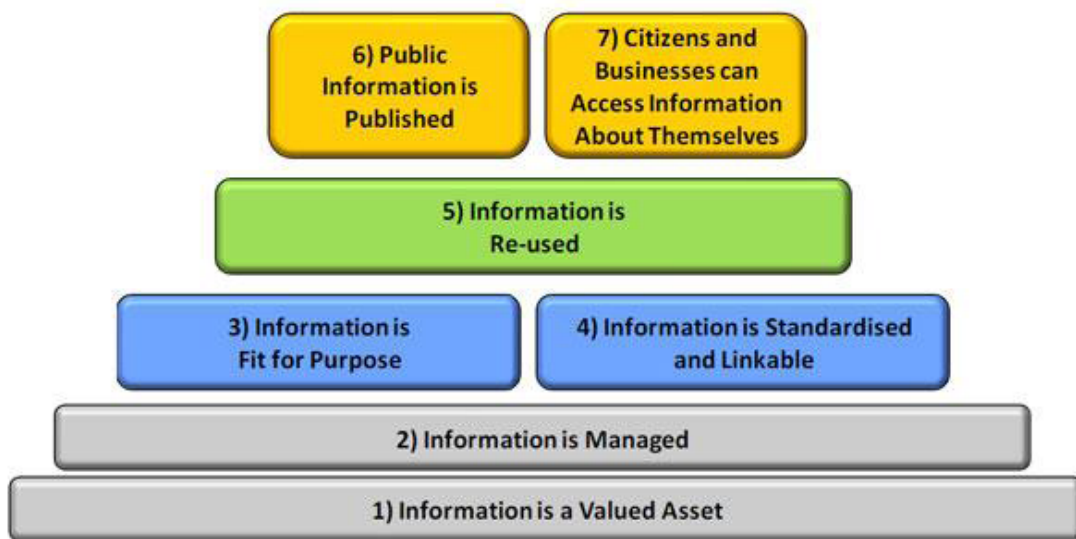 6) Public
Information is
Published
7) Citizens and
Businesses can
Access Information
About Themselves
5) Information is
Re-used
3) Information is
Fit for Purpose
4) Information is Standardised
and Linkable
2) Information is Managed
1) Information is a Valued Asset